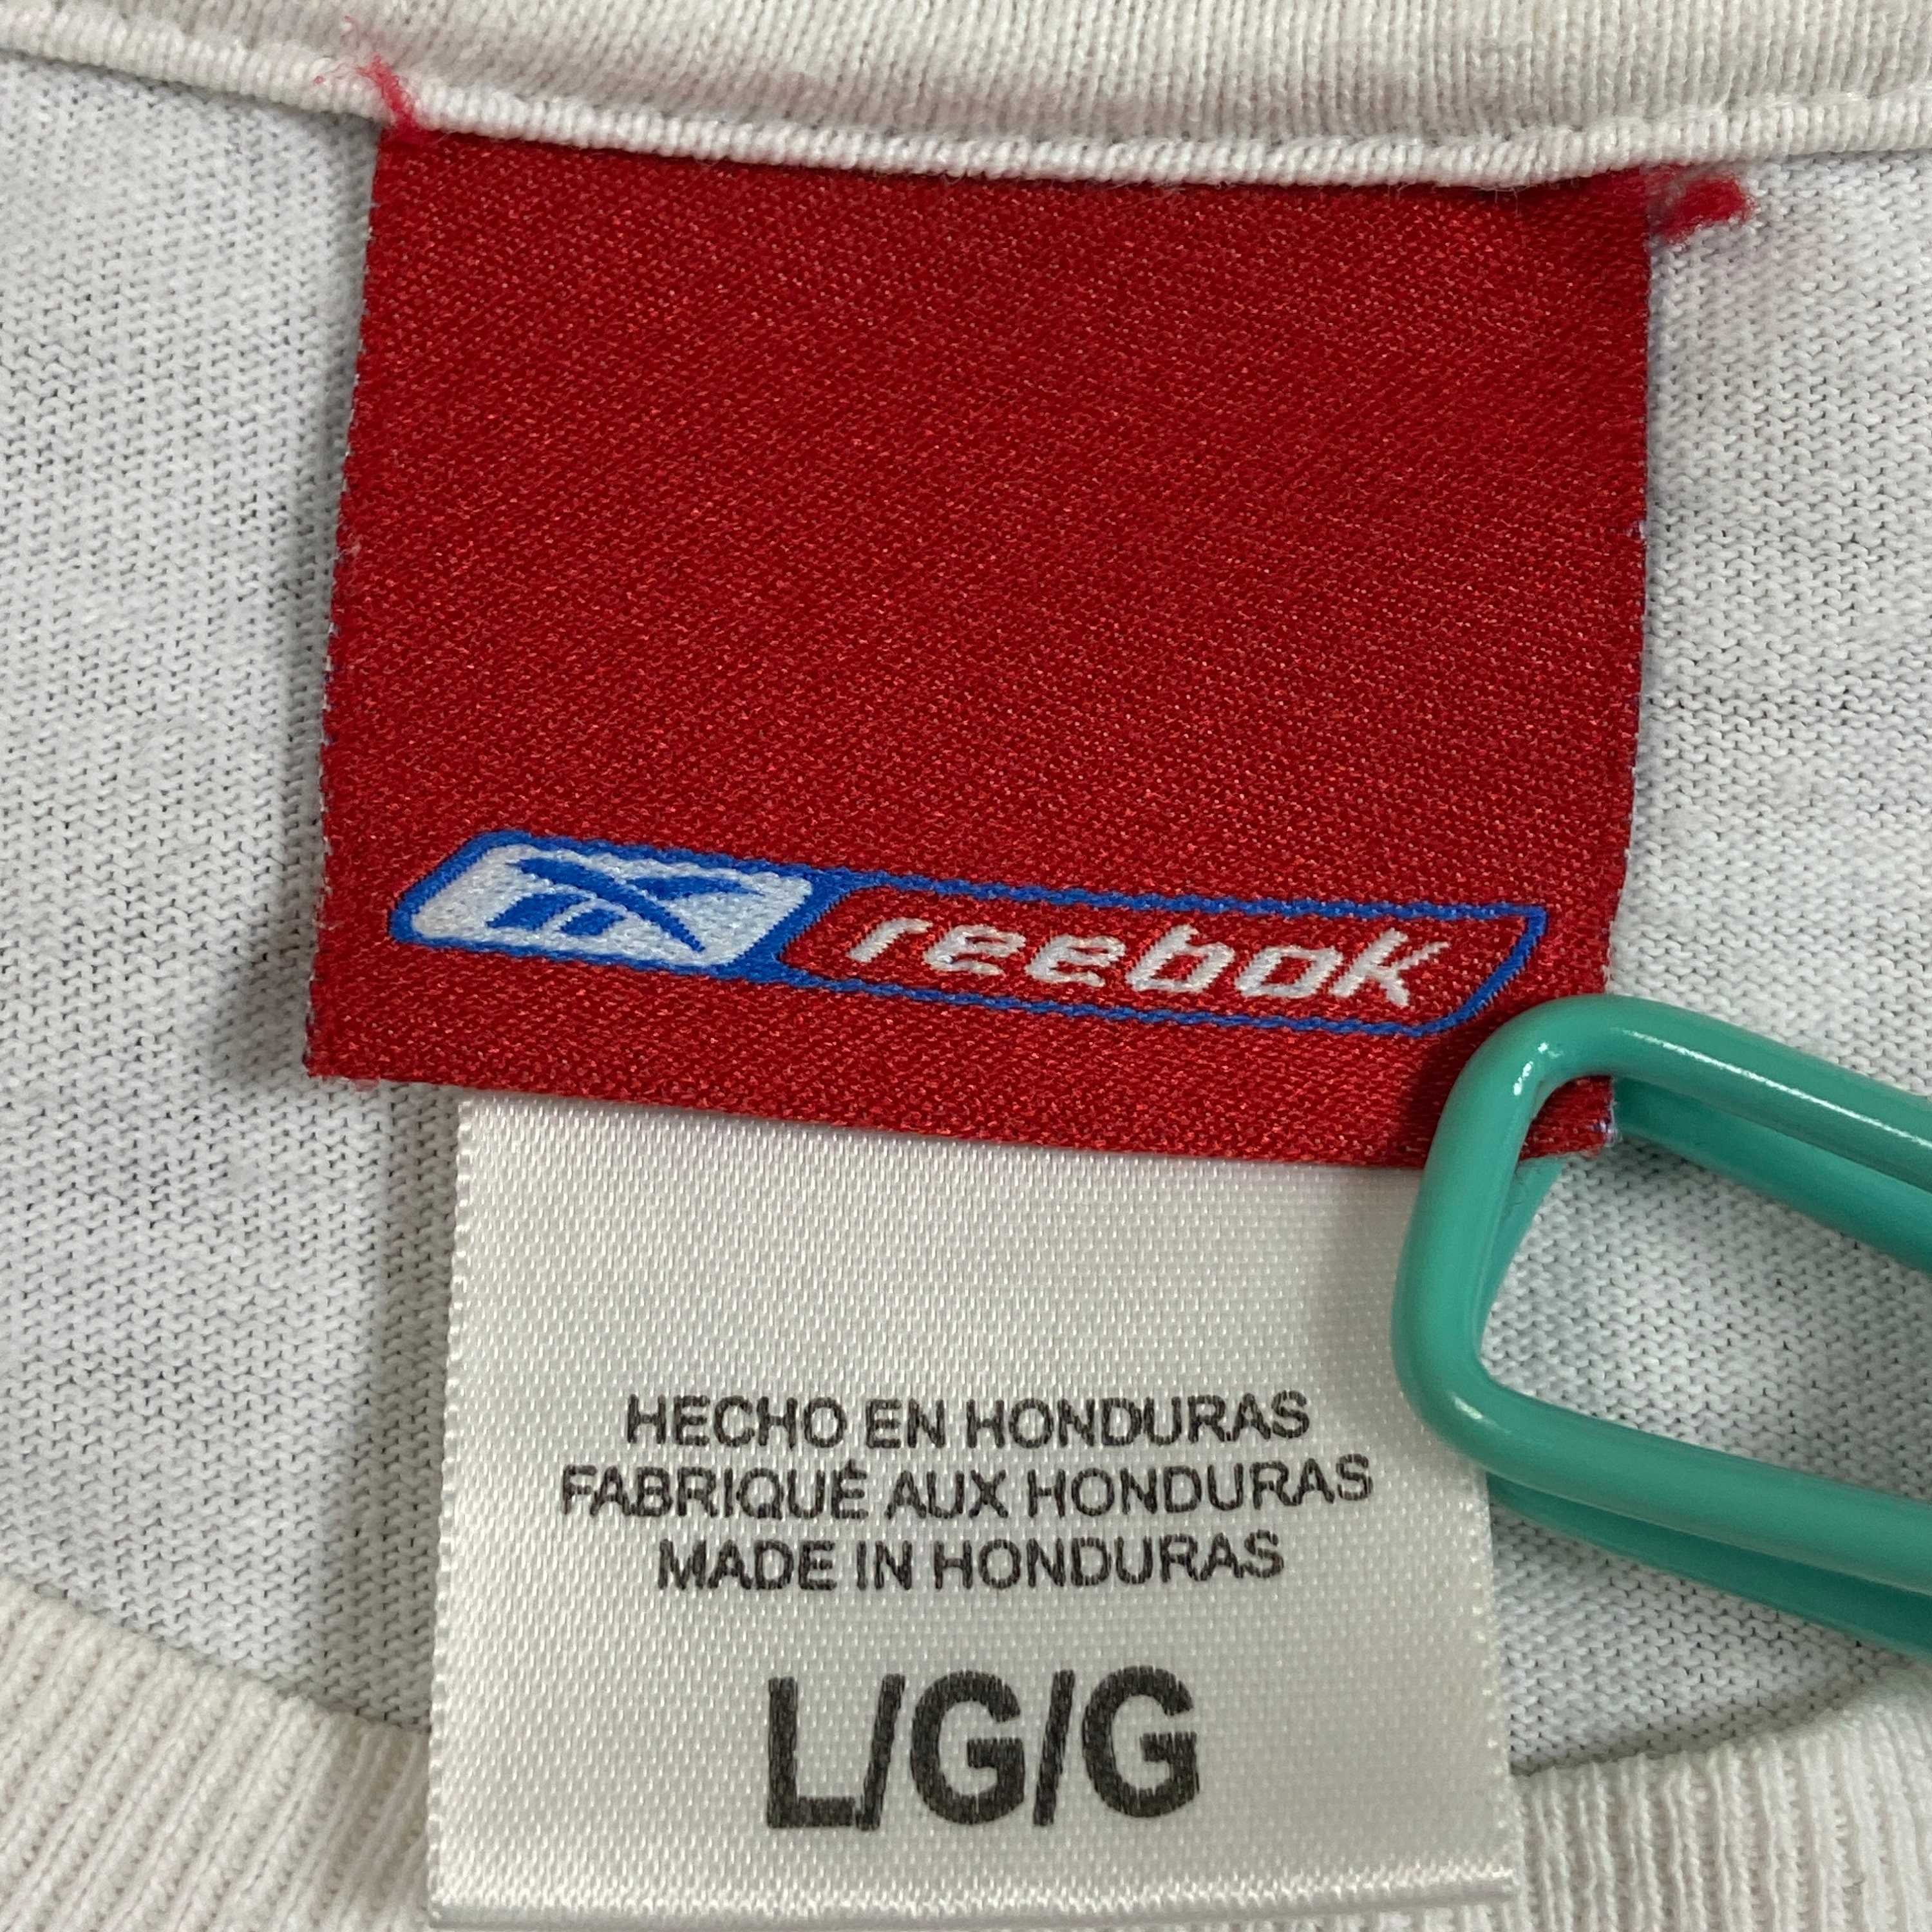 reebok
HECHO EN HONDURAS
FABRIQUÉ AUX HONDURAS
MADE IN HONDURAS
L/G/G